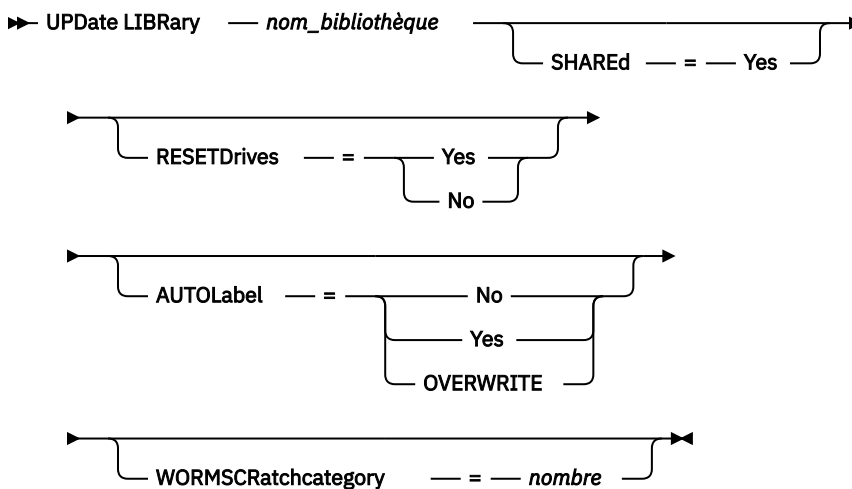 UPDate LIBRary nom_bibliothèque
SHAREd = Yes
RESETDrives = Yes
No
AUTOLabel = No
Yes
OVERWRITE
WORMSCRatchcategory = nombre